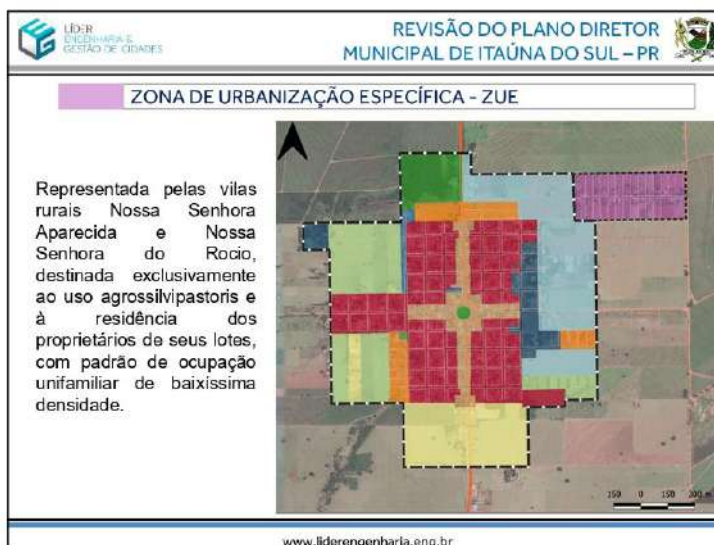 LÍDER
ENGENHARIA &
GESTÃO DE CIDADES
REVISÃO DO PLANO DIRETOR
MUNICIPAL DE ITAÚNA DO SUL – PR
ZONA DE URBANIZAÇÃO ESPECÍFICA - ZUE
Representada pelas vilas
rurais Nossa Senhora
Aparecida e Nossa
Senhora do Rocio,
destinada exclusivamente
ao uso agrossilvipastoris e
à residência dos
proprietários de seus lotes,
com padrão de ocupação
unifamiliar de baixíssima
densidade.
150 0 150 200 m
www.liderengenharia.eng.br